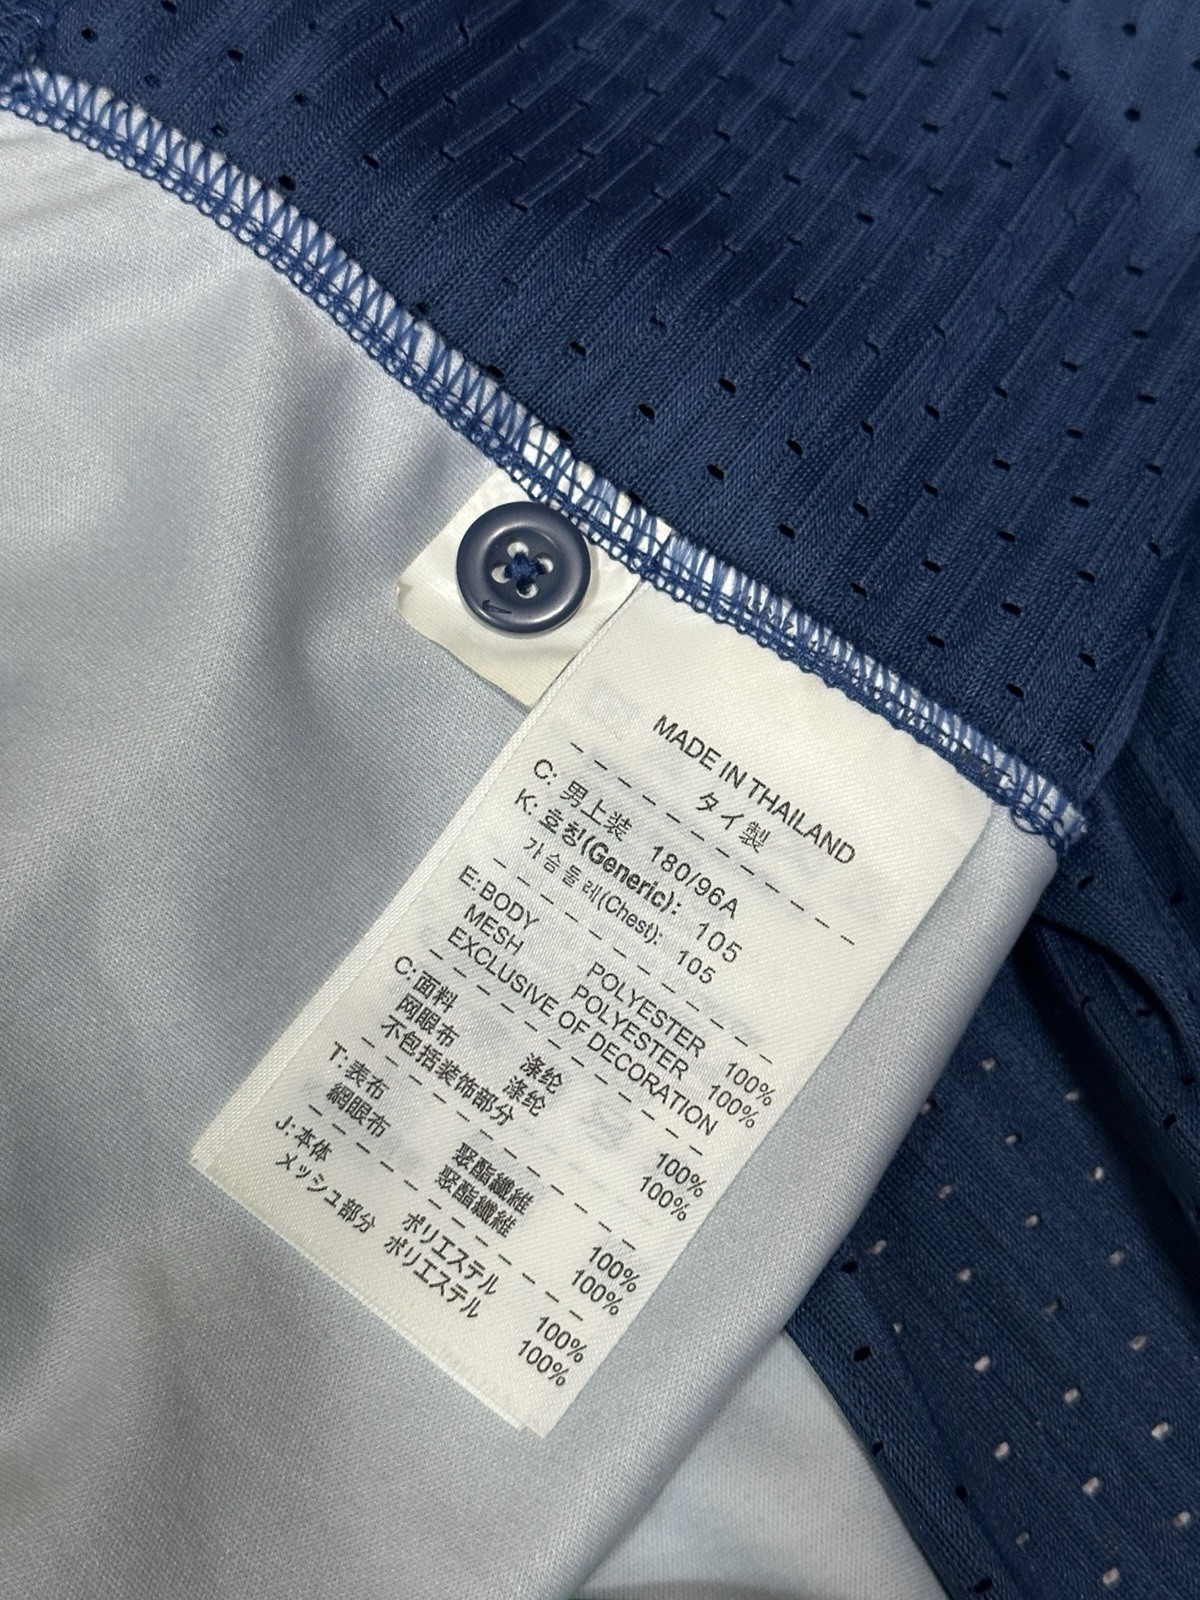 MADE IN THAILAND
タイ製
C: 男上装 180/96A
K: 호칭(Generic): 105
가슴둘레(Chest): 105
E: BODY POLYESTER 100%
MESH POLYESTER 100%
EXCLUSIVE OF DECORATION
C: 面料 涤纶 100%
网眼布 涤纶 100%
不包括装饰部分
T: 表布 聚酯纖維 100%
網眼布 聚酯纖維 100%
J: 本体 ポリエステル 100%
メッシュ部分 ポリエステル 100%